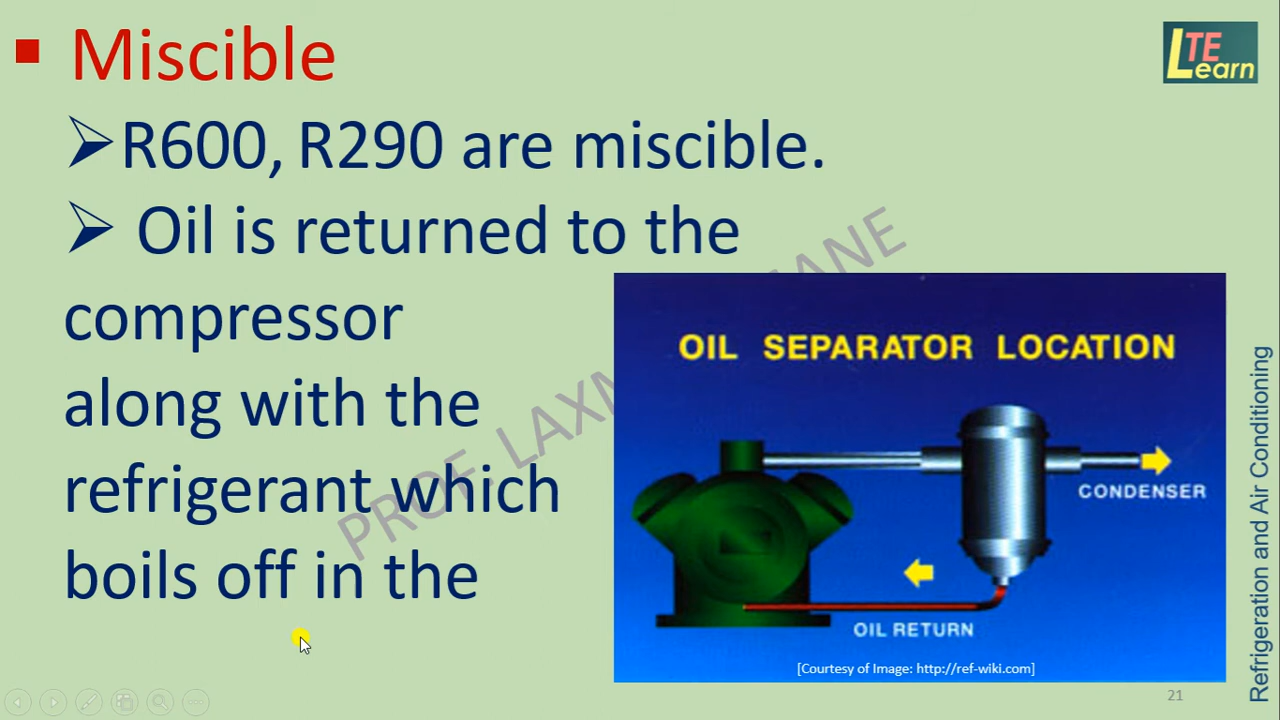 Miscible
R600, R290 are miscible.
Oil is returned to the
compressor
along with the
refrigerant which
boils off in the
LTE
Learn
OIL SEPARATOR LOCATION
CONDENSER
OIL RETURN
[Courtesy of Image: http://ref-wiki.com]
Refrigeration and Air Conditioning
21
PROF.